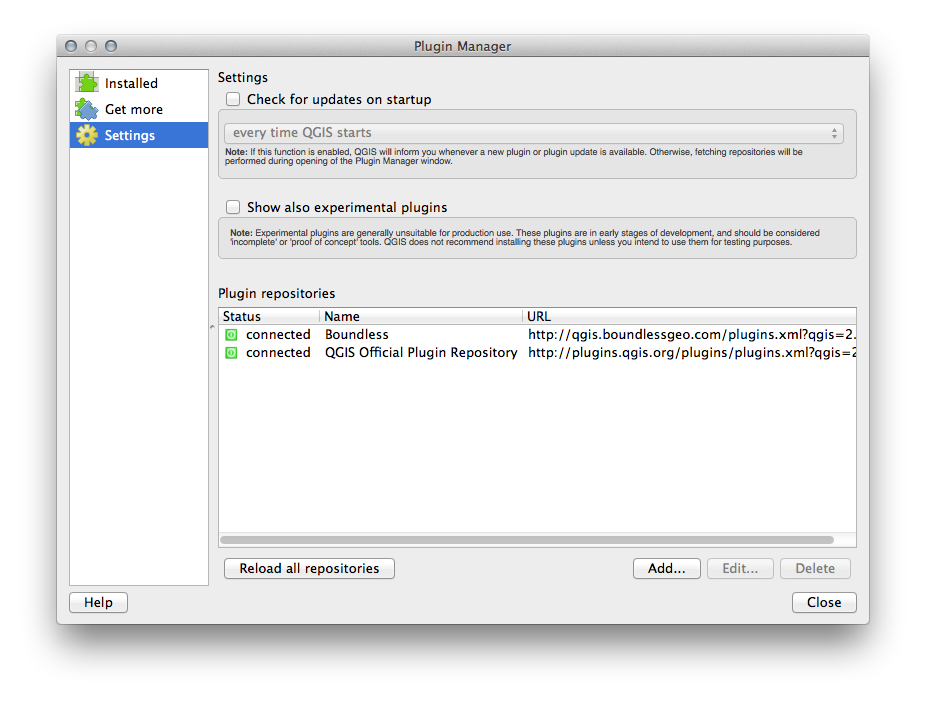 Plugin Manager
Installed
Get more
Settings
Settings
Check for updates on startup
every time QGIS starts
Note: If this function is enabled, QGIS will inform you whenever a new plugin or plugin update is available. Otherwise, fetching repositories will be
performed during opening of the Plugin Manager window.
Show also experimental plugins
Note: Experimental plugins are generally unsuitable for production use. These plugins are in early stages of development, and should be considered
'incomplete' or 'proof of concept' tools. QGIS does not recommend installing these plugins unless you intend to use them for testing purposes.
Plugin repositories
Status Name URL
connected Boundless http://qgis.boundlessgeo.com/plugins.xml?qgis=2.
connected QGIS Official Plugin Repository http://plugins.qgis.org/plugins/plugins.xml?qgis=2
Reload all repositories Add... Edit... Delete
Help Close